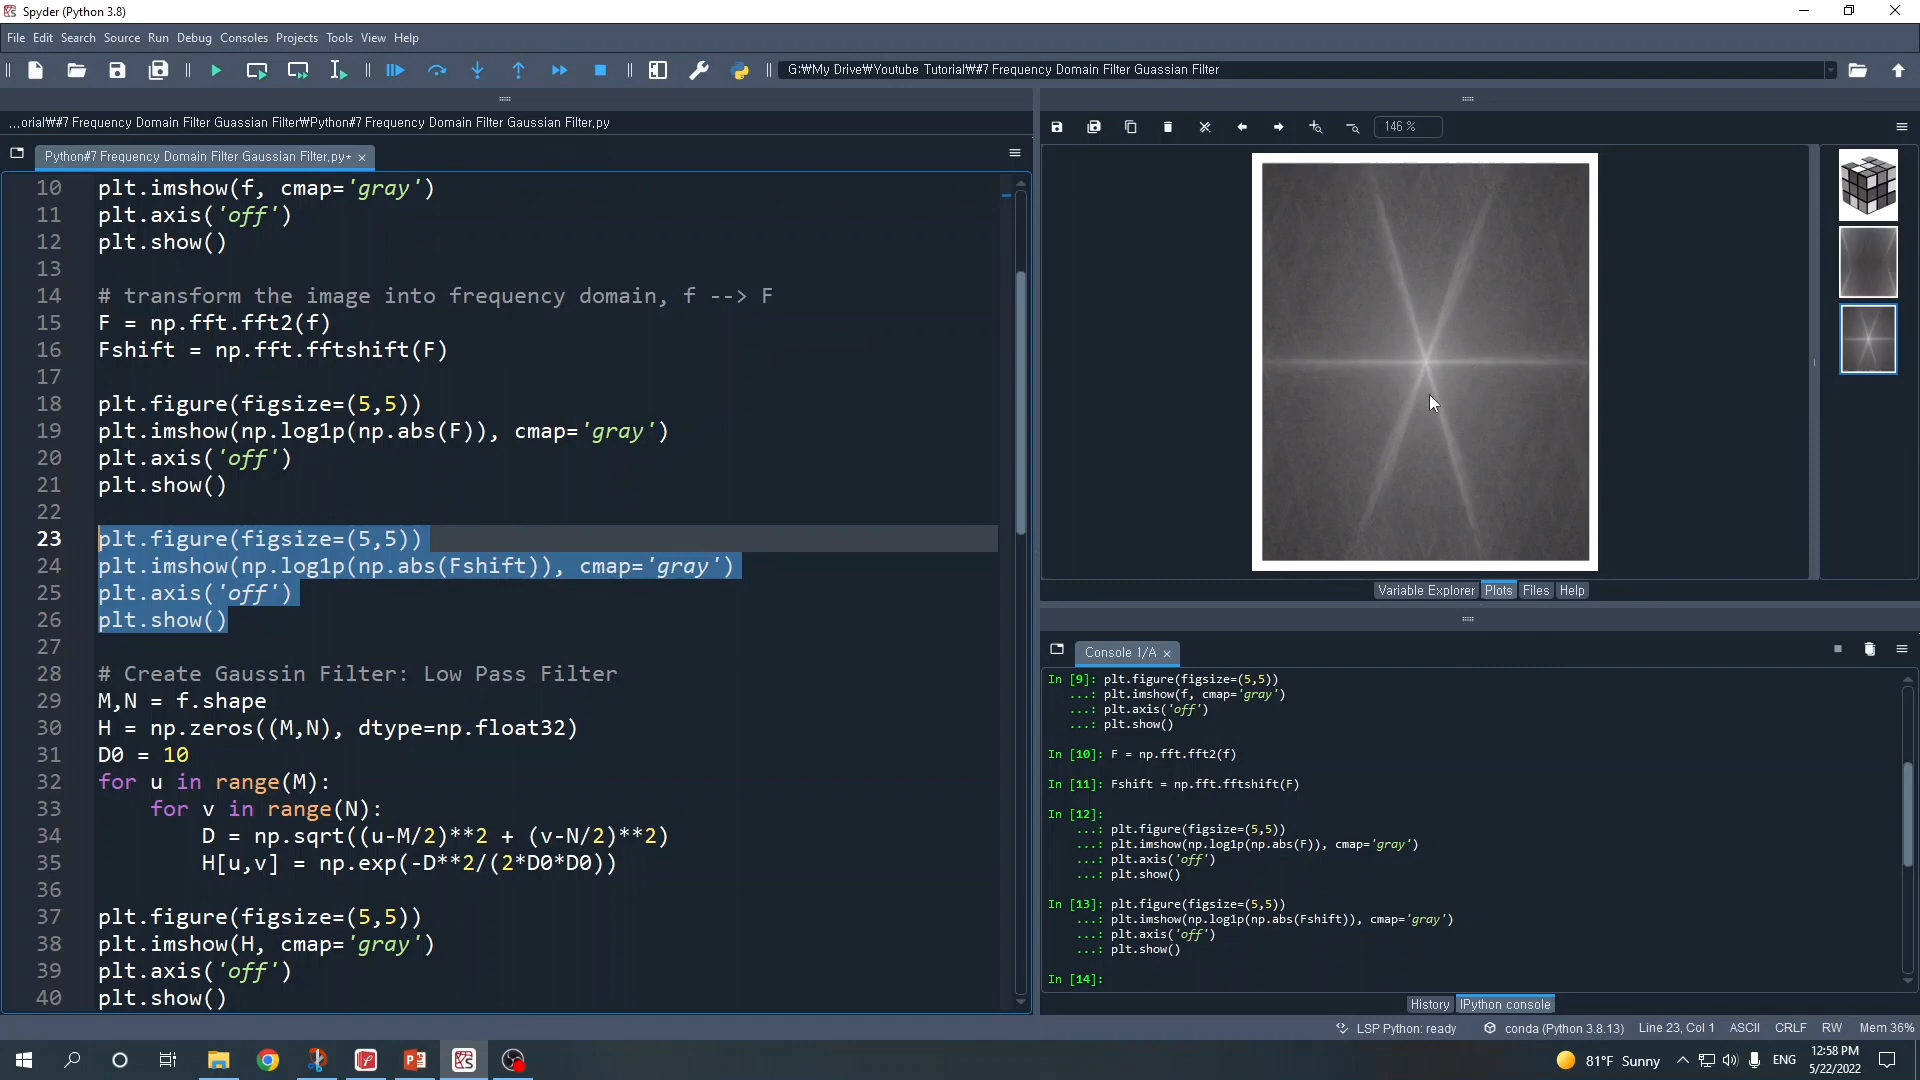 Spyder (Python 3.8)
File Edit Search Source Run Debug Consoles Projects Tools View Help
G:₩My Drive₩Youtube Tutorial₩#7 Frequency Domain Filter Guassian Filter
...orial₩#7 Frequency Domain Filter Guassian Filter₩Python#7 Frequency Domain Filter Gaussian Filter.py
Python#7 Frequency Domain Filter Gaussian Filter.py*
10 plt.imshow(f, cmap='gray')
11 plt.axis('off')
12 plt.show()
13
14 # transform the image into frequency domain, f --> F
15 F = np.fft.fft2(f)
16 Fshift = np.fft.fftshift(F)
17
18 plt.figure(figsize=(5,5))
19 plt.imshow(np.log1p(np.abs(F)), cmap='gray')
20 plt.axis('off')
21 plt.show()
22
23 plt.figure(figsize=(5,5))
24 plt.imshow(np.log1p(np.abs(Fshift)), cmap='gray')
25 plt.axis('off')
26 plt.show()
27
28 # Create Gaussin Filter: Low Pass Filter
29 M,N = f.shape
30 H = np.zeros((M,N), dtype=np.float32)
31 D0 = 10
32 for u in range(M):
33 for v in range(N):
34 D = np.sqrt((u-M/2)**2 + (v-N/2)**2)
35 H[u,v] = np.exp(-D**2/(2*D0*D0))
36
37 plt.figure(figsize=(5,5))
38 plt.imshow(H, cmap='gray')
39 plt.axis('off')
40 plt.show()
146 %
Variable Explorer Plots Files Help
Console 1/A
In [9]: plt.figure(figsize=(5,5))
...: plt.imshow(f, cmap='gray')
...: plt.axis('off')
...: plt.show()
In [10]: F = np.fft.fft2(f)
In [11]: Fshift = np.fft.fftshift(F)
In [12]:
...: plt.figure(figsize=(5,5))
...: plt.imshow(np.log1p(np.abs(F)), cmap='gray')
...: plt.axis('off')
...: plt.show()
In [13]: plt.figure(figsize=(5,5))
...: plt.imshow(np.log1p(np.abs(Fshift)), cmap='gray')
...: plt.axis('off')
...: plt.show()
In [14]:
History IPython console
LSP Python: ready conda (Python 3.8.13) Line 23, Col 1 ASCII CRLF RW Mem 36%
81°F Sunny ENG 12:58 PM
5/22/2022